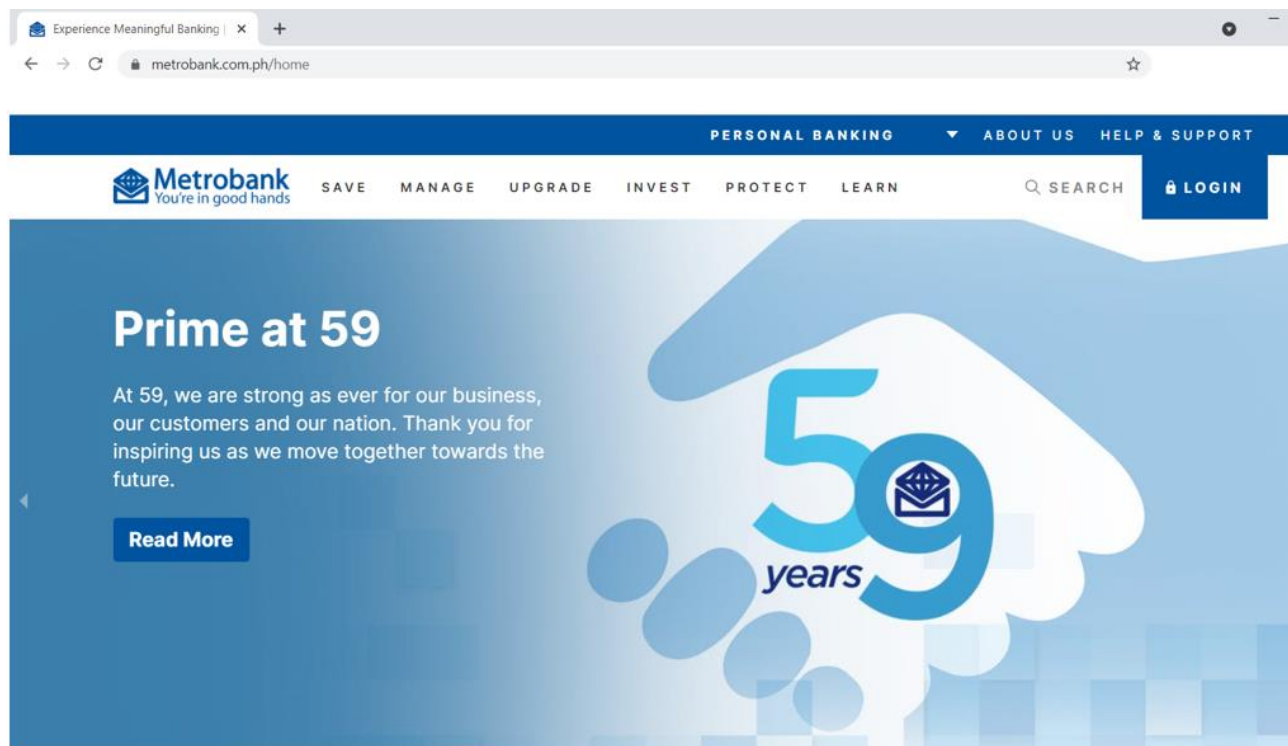 Experience Meaningful Banking |
metrobank.com.ph/home
PERSONAL BANKING ABOUT US HELP & SUPPORT
Metrobank
You're in good hands
SAVE MANAGE UPGRADE INVEST PROTECT LEARN SEARCH LOGIN
Prime at 59
At 59, we are strong as ever for our business,
our customers and our nation. Thank you for
inspiring us as we move together towards the
future.
Read More
59
years